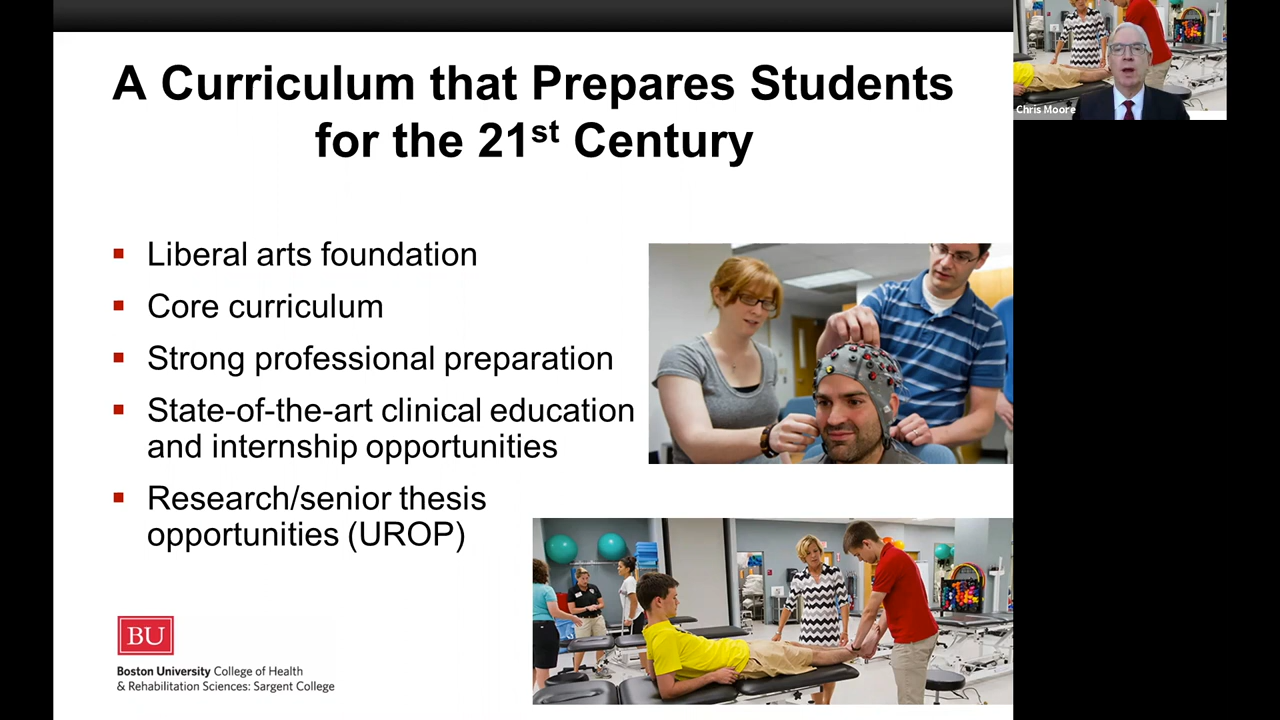 A Curriculum that Prepares Students
for the 21st Century
Chris Moore
Liberal arts foundation
Core curriculum
Strong professional preparation
State-of-the-art clinical education
and internship opportunities
Research/senior thesis
opportunities (UROP)
BU
Boston University College of Health
& Rehabilitation Sciences: Sargent College